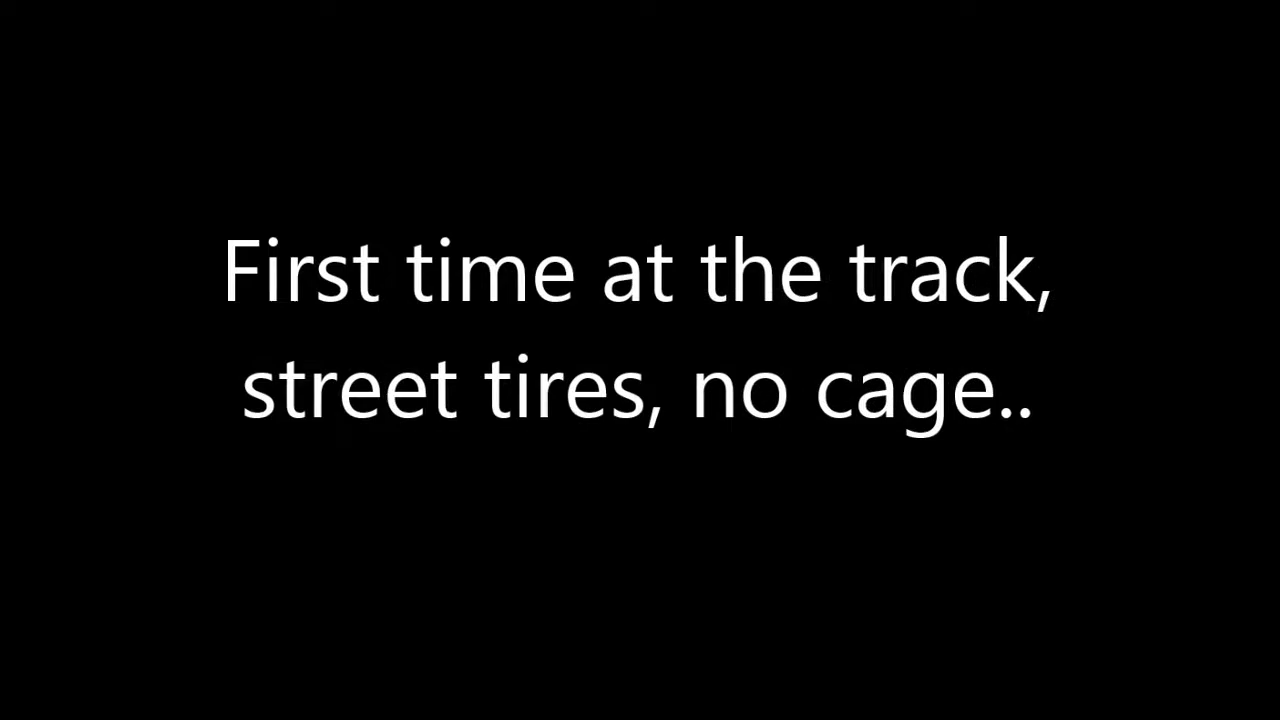 First time at the track,
street tires, no cage..